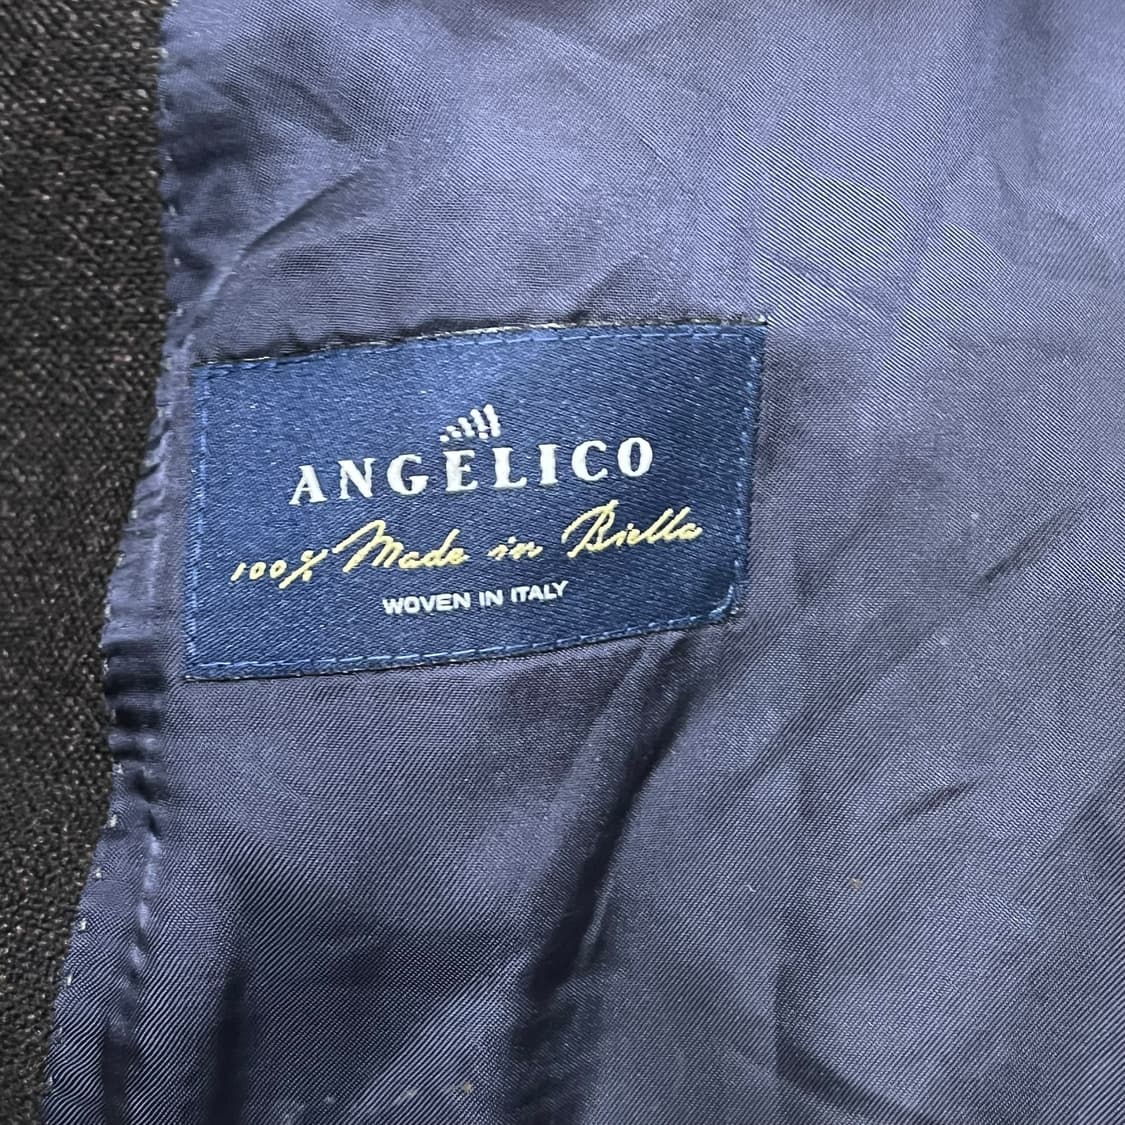 ANGELICO
100% Made in Biella
WOVEN IN ITALY